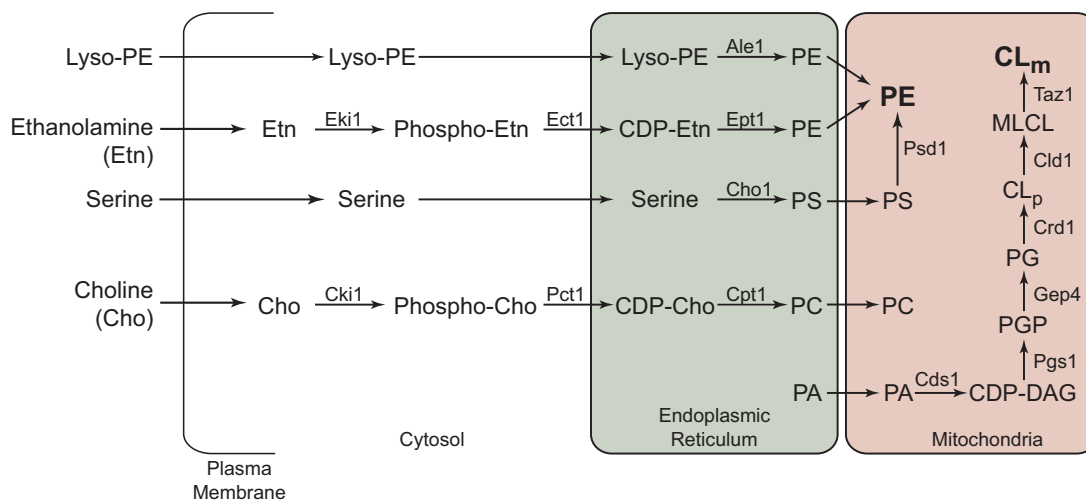 Lyso-PE Lyso-PE Lyso-PE Ale1 PE CLm
PE Taz1
Ethanolamine Etn Eki1 Phospho-Etn Ect1 CDP-Etn Ept1 PE MLCL
(Etn) Psd1 Cld1
Serine Serine Serine Cho1 PS PS CLp
Crd1
PG
Choline Cho Cki1 Phospho-Cho Pct1 CDP-Cho Cpt1 PC PC Gep4
(Cho) PGP
Pgs1
PA PA Cds1 CDP-DAG
Cytosol Endoplasmic Mitochondria
Reticulum
Plasma
Membrane